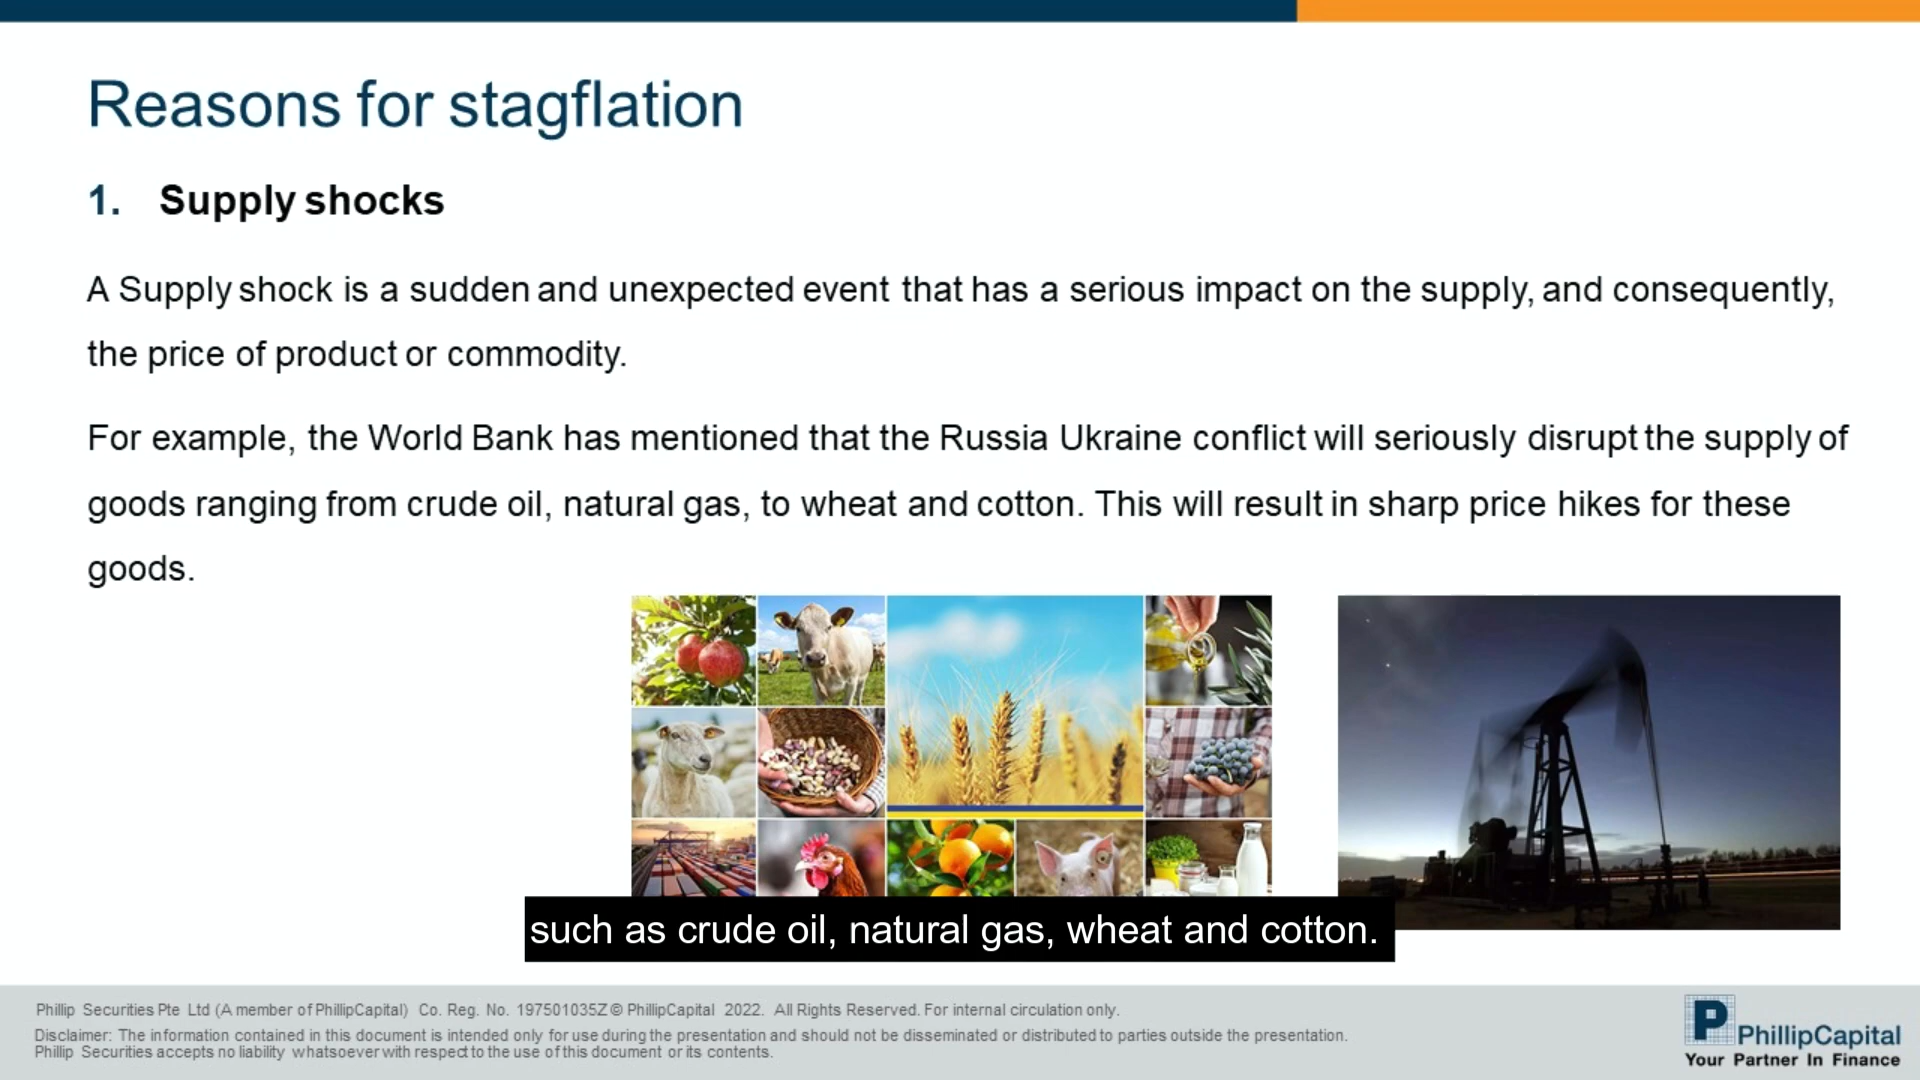 Reasons for stagflation
1. Supply shocks
A Supply shock is a sudden and unexpected event that has a serious impact on the supply, and consequently,
the price of product or commodity.
For example, the World Bank has mentioned that the Russia Ukraine conflict will seriously disrupt the supply of
goods ranging from crude oil, natural gas, to wheat and cotton. This will result in sharp price hikes for these
goods.
such as crude oil, natural gas, wheat and cotton.
Phillip Securities Pte Ltd (A member of PhillipCapital) Co. Reg. No. 197501035Z © PhillipCapital 2022. All Rights Reserved. For internal circulation only.
Disclaimer: The information contained in this document is intended only for use during the presentation and should not be disseminated or distributed to parties outside the presentation.
Phillip Securities accepts no liability whatsoever with respect to the use of this document or its contents.
P PhillipCapital
Your Partner In Finance